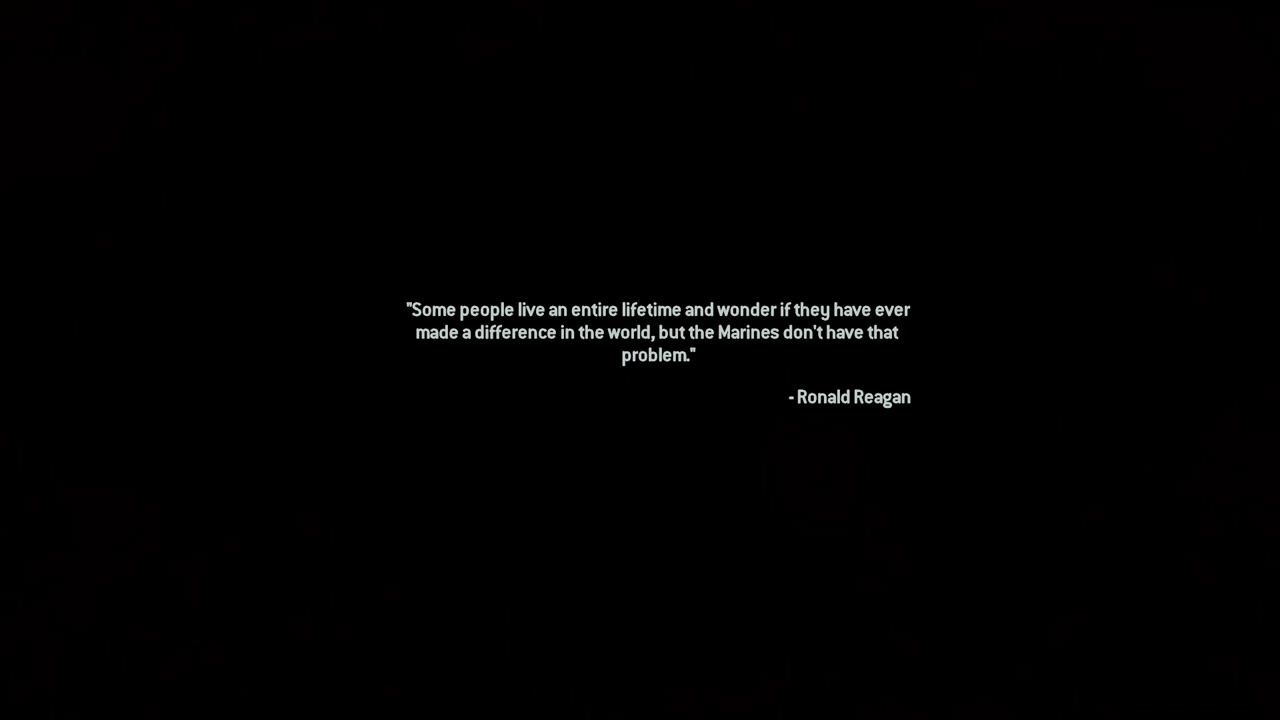 "Some people live an entire lifetime and wonder if they have ever
made a difference in the world, but the Marines don't have that
problem."
- Ronald Reagan